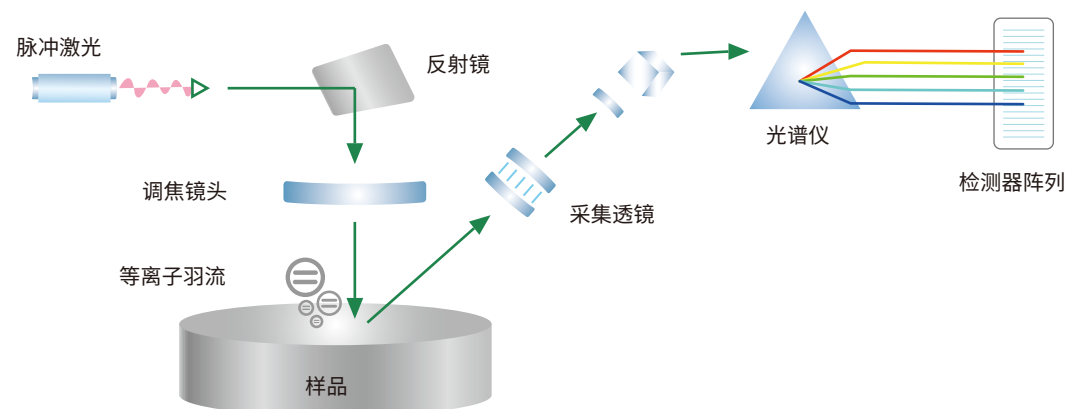 脉冲激光
反射镜
光谱仪
检测器阵列
调焦镜头
采集透镜
等离子羽流
样品